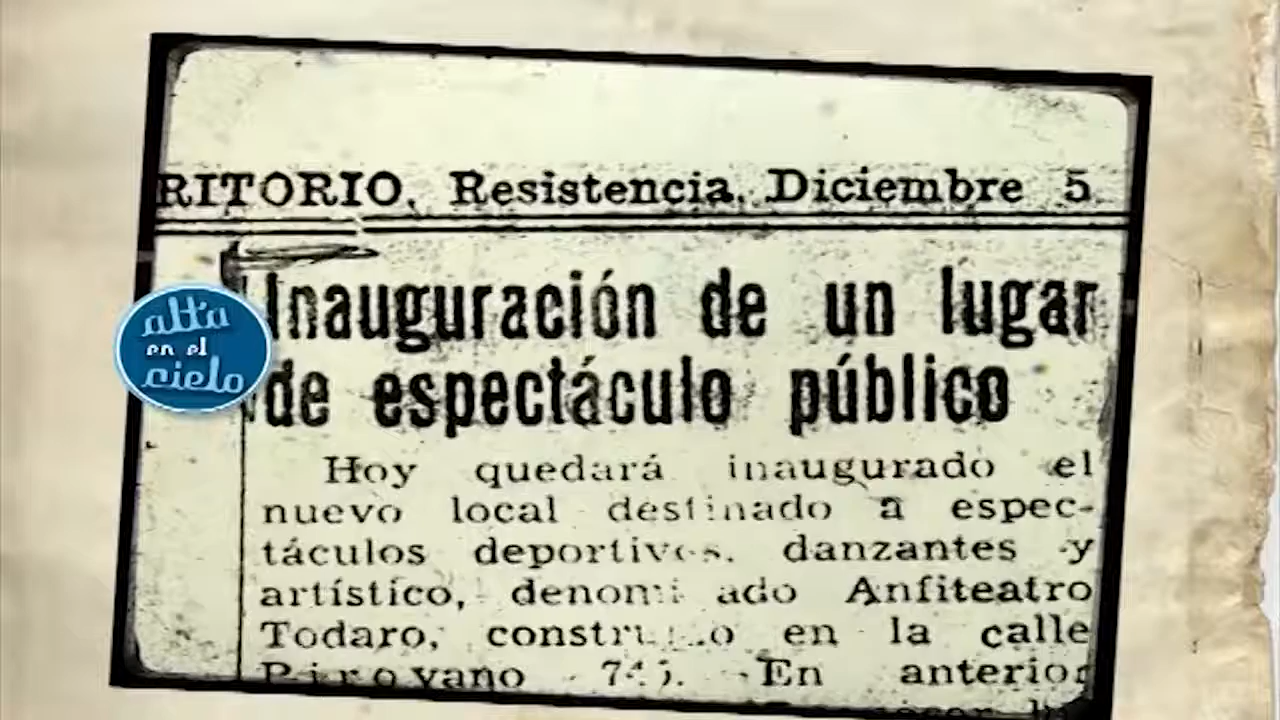 RITORIO, Resistencia, Diciembre 5
Inauguración de un lugar
de espectáculo público
alta
en el
cielo
Hoy quedará inaugurado el
nuevo local destinado a espec-
táculos deportivos, danzantes y
artístico, denominado Anfiteatro
Todaro, construido en la calle
Pirovano En anterior